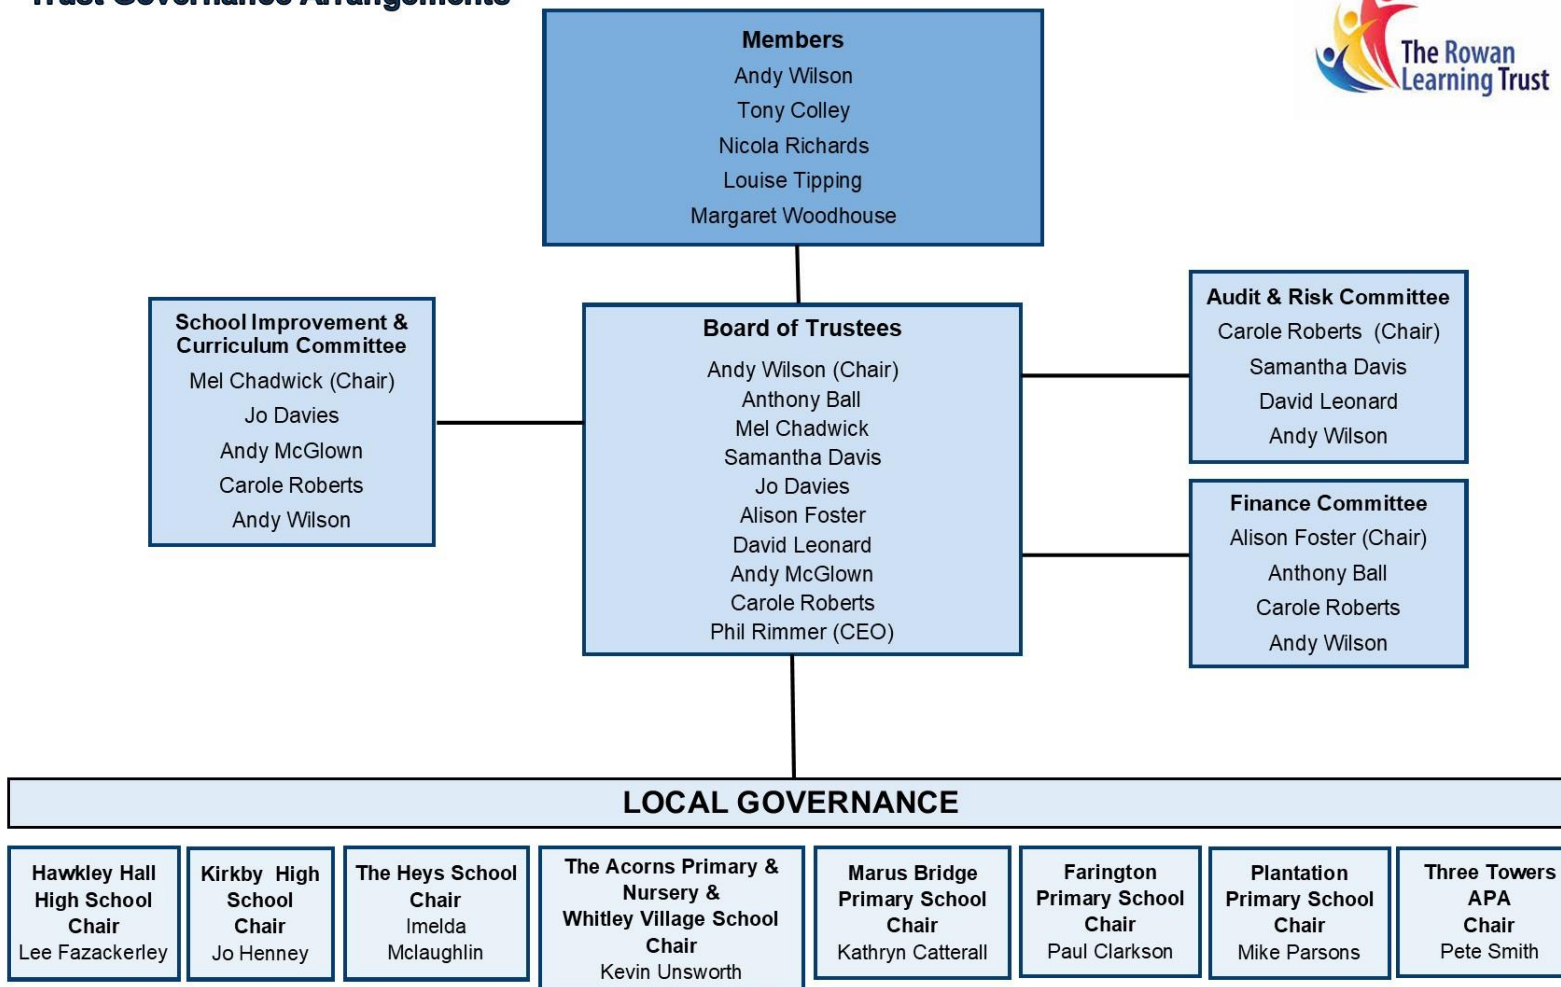 Trust Governance Arrangements
The Rowan
Learning Trust
Members
Andy Wilson
Tony Colley
Nicola Richards
Louise Tipping
Margaret Woodhouse
School Improvement &
Curriculum Committee
Mel Chadwick (Chair)
Jo Davies
Andy McGlown
Carole Roberts
Andy Wilson
Board of Trustees
Andy Wilson (Chair)
Anthony Ball
Mel Chadwick
Samantha Davis
Jo Davies
Alison Foster
David Leonard
Andy McGlown
Carole Roberts
Phil Rimmer (CEO)
Audit & Risk Committee
Carole Roberts (Chair)
Samantha Davis
David Leonard
Andy Wilson
Finance Committee
Alison Foster (Chair)
Anthony Ball
Carole Roberts
Andy Wilson
LOCAL GOVERNANCE
Hawkley Hall
High School
Chair
Lee Fazackerley
Kirkby High
School
Chair
Jo Henney
The Heys School
Chair
Imelda
Mclaughlin
The Acorns Primary &
Nursery &
Whitley Village School
Chair
Kevin Unsworth
Marus Bridge
Primary School
Chair
Kathryn Catterall
Farington
Primary School
Chair
Paul Clarkson
Plantation
Primary School
Chair
Mike Parsons
Three Towers
APA
Chair
Pete Smith